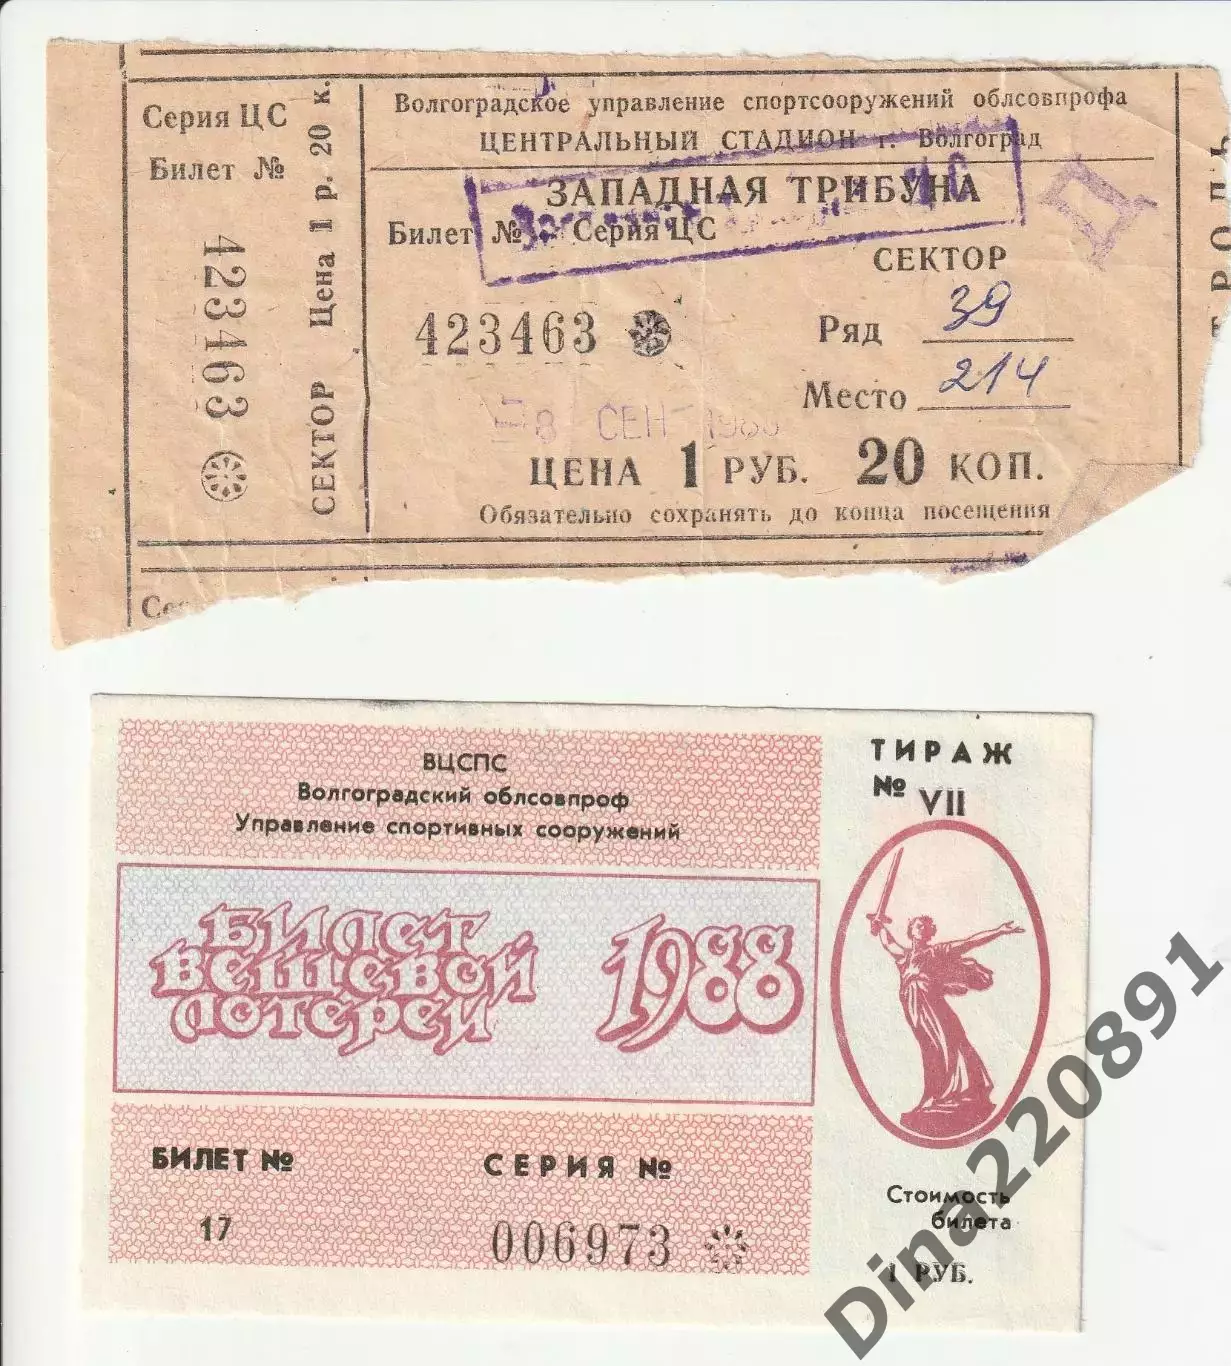 Серия ЦС
Билет №
423463
СЕКТОР Цена 1 р. 20 к.
Волгоградское управление спортсооружений облсовпрофа
ЦЕНТРАЛЬНЫЙ СТАДИОН г. Волгоград
ЗАПАДНАЯ ТРИБУНА
Билет № Серия ЦС
СЕКТОР
423463
Ряд 39
Место 214
8 СЕН
ЦЕНА 1 РУБ. 20 КОП.
Обязательно сохранять до конца посещения
ВЦСПС
Волгоградский облсовпроф
Управление спортивных сооружений
БИЛЕТ
ВЕЩЕВОЙ
ЛОТЕРЕИ
1988
БИЛЕТ № СЕРИЯ №
17 006973
ТИРАЖ
№ VII
Стоимость
билета
1 РУБ.
Dina220891